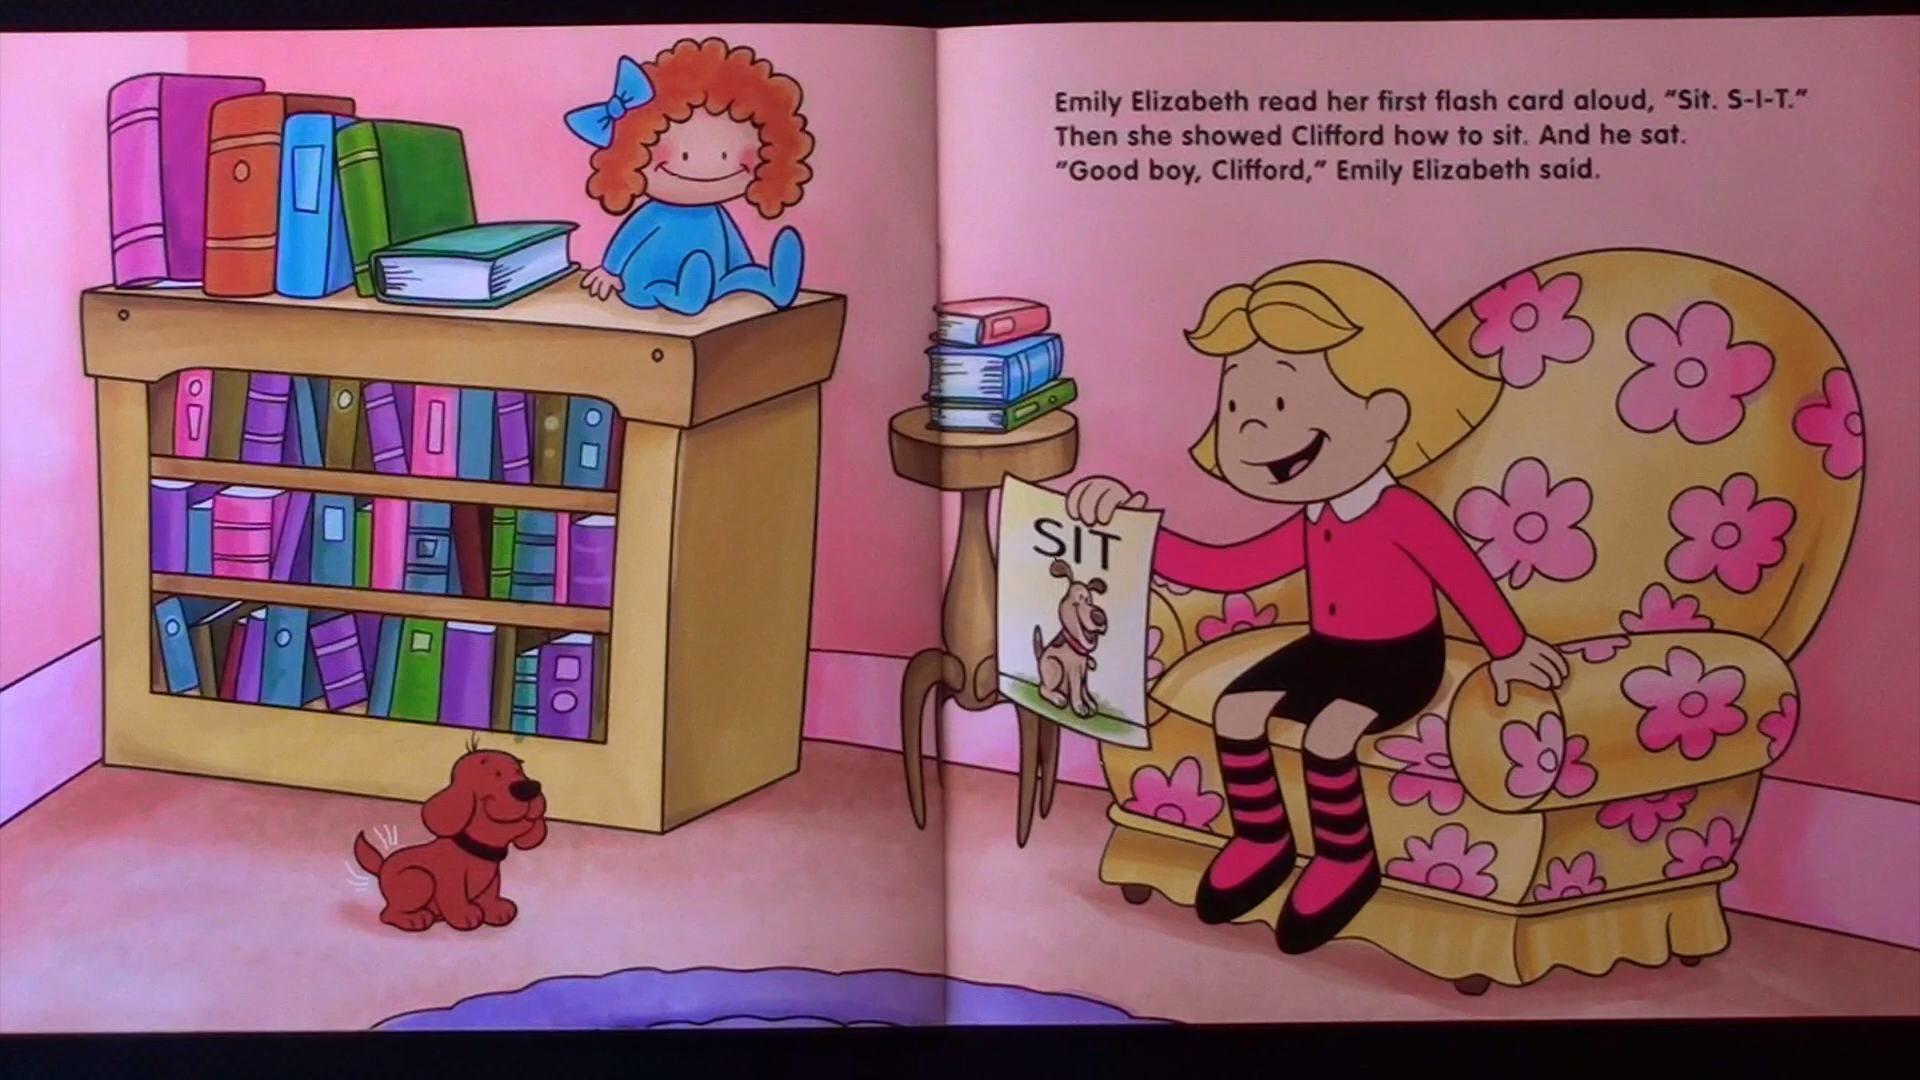 Emily Elizabeth read her first flash card aloud, "Sit. S-I-T."
Then she showed Clifford how to sit. And he sat.
"Good boy, Clifford," Emily Elizabeth said.
SIT